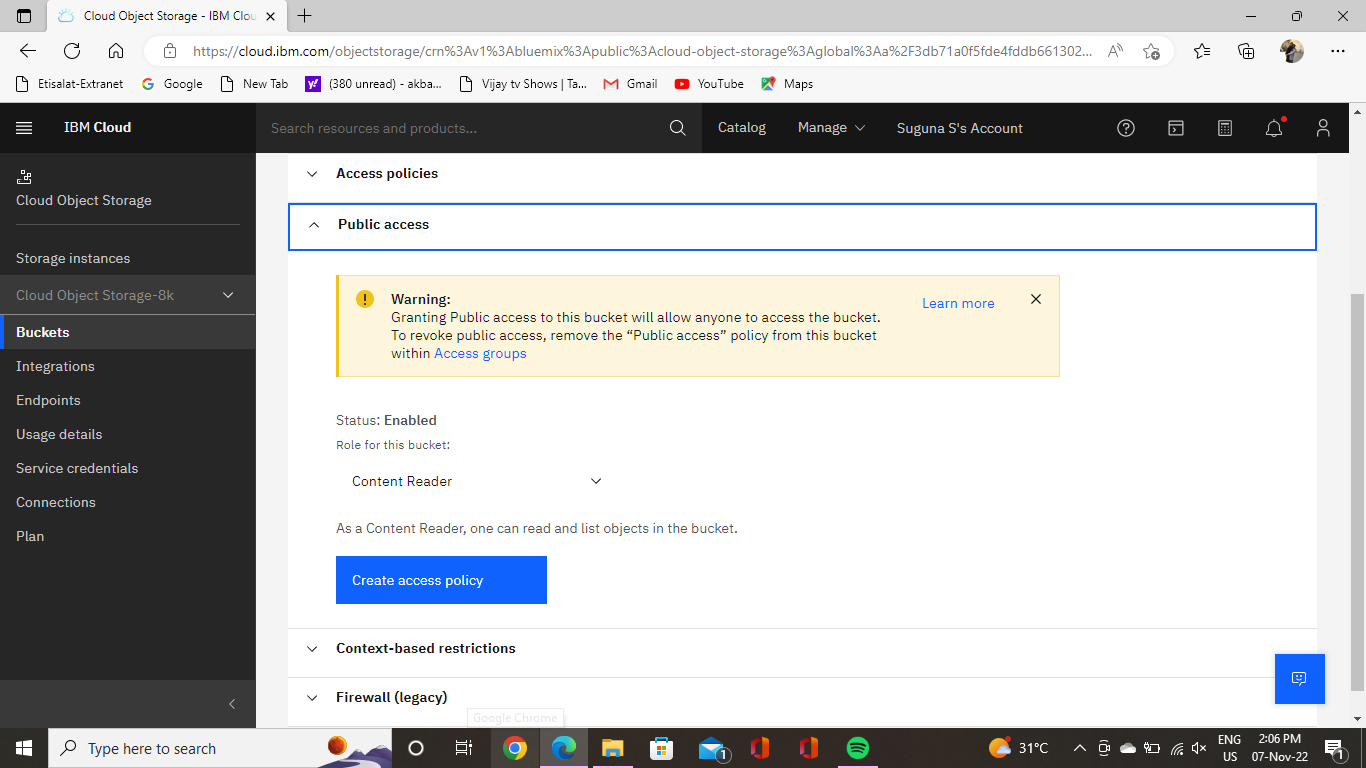 Cloud Object Storage - IBM Clou
https://cloud.ibm.com/objectstorage/crn%3Av1%3Abluemix%3Apublic%3Acloud-object-storage%3Aglobal%3Aa%2F3db71a0f5fde4fddb661302...
Etisalat-Extranet
Google
New Tab
(380 unread) - akba...
Vijay tv Shows | Ta...
Gmail
YouTube
Maps
IBM Cloud
Search resources and products...
Catalog
Manage
Suguna S's Account
Cloud Object Storage
Storage instances
Cloud Object Storage-8k
Buckets
Integrations
Endpoints
Usage details
Service credentials
Connections
Plan
Access policies
Public access
Warning:
Granting Public access to this bucket will allow anyone to access the bucket.
To revoke public access, remove the “Public access” policy from this bucket
within Access groups
Learn more
Status: Enabled
Role for this bucket:
Content Reader
As a Content Reader, one can read and list objects in the bucket.
Create access policy
Context-based restrictions
Firewall (legacy)
Google Chrome
Type here to search
1
31°C
ENG
US
2:06 PM
07-Nov-22
1